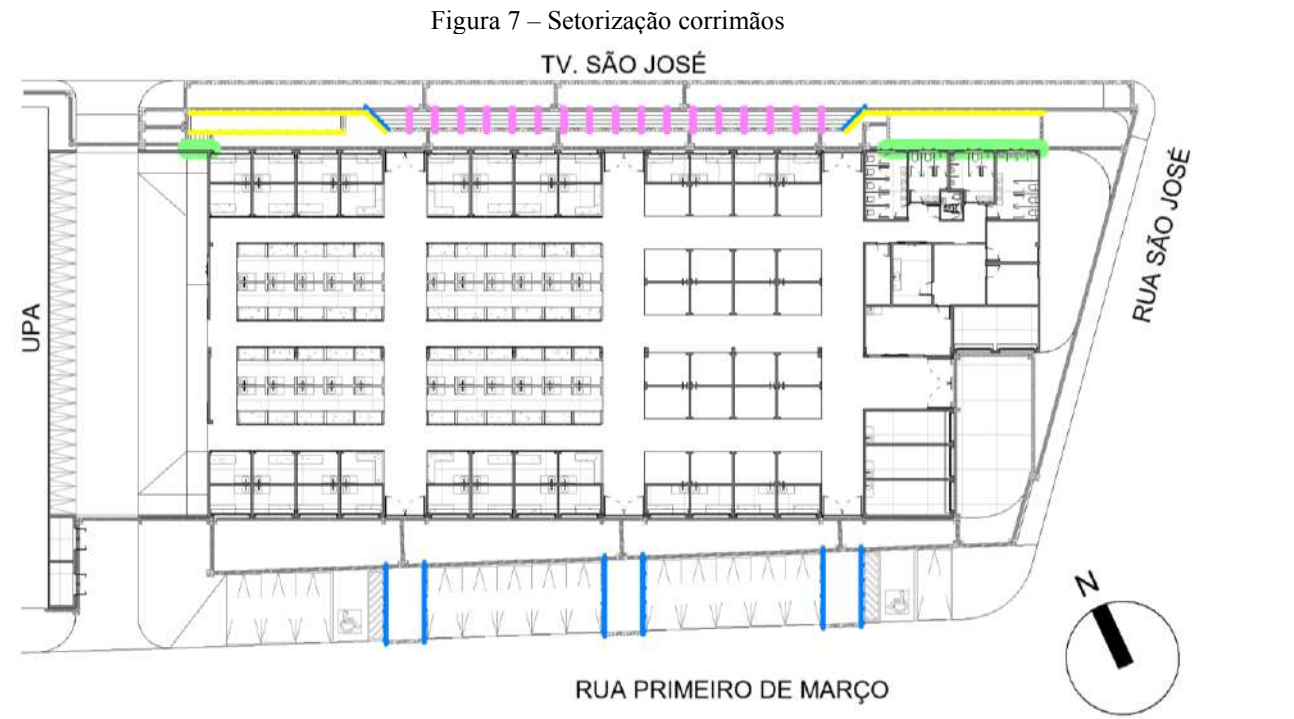 Figura 7 – Setorização corrimãos
TV. SÃO JOSÉ
RUA SÃO JOSÉ
UPA
N
RUA PRIMEIRO DE MARÇO